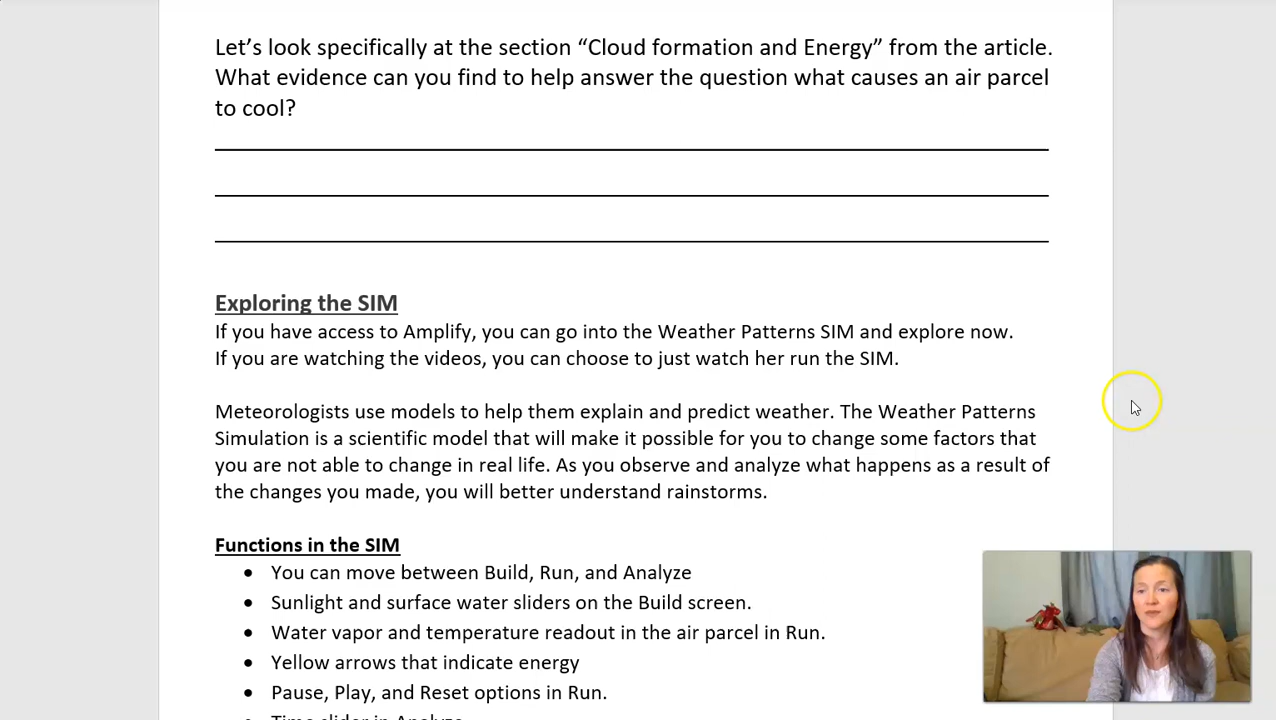 Let’s look specifically at the section “Cloud formation and Energy” from the article.
What evidence can you find to help answer the question what causes an air parcel
to cool?
Exploring the SIM
If you have access to Amplify, you can go into the Weather Patterns SIM and explore now.
If you are watching the videos, you can choose to just watch her run the SIM.
Meteorologists use models to help them explain and predict weather. The Weather Patterns
Simulation is a scientific model that will make it possible for you to change some factors that
you are not able to change in real life. As you observe and analyze what happens as a result of
the changes you made, you will better understand rainstorms.
Functions in the SIM
• You can move between Build, Run, and Analyze
• Sunlight and surface water sliders on the Build screen.
• Water vapor and temperature readout in the air parcel in Run.
• Yellow arrows that indicate energy
• Pause, Play, and Reset options in Run.
Time slider in Analyze